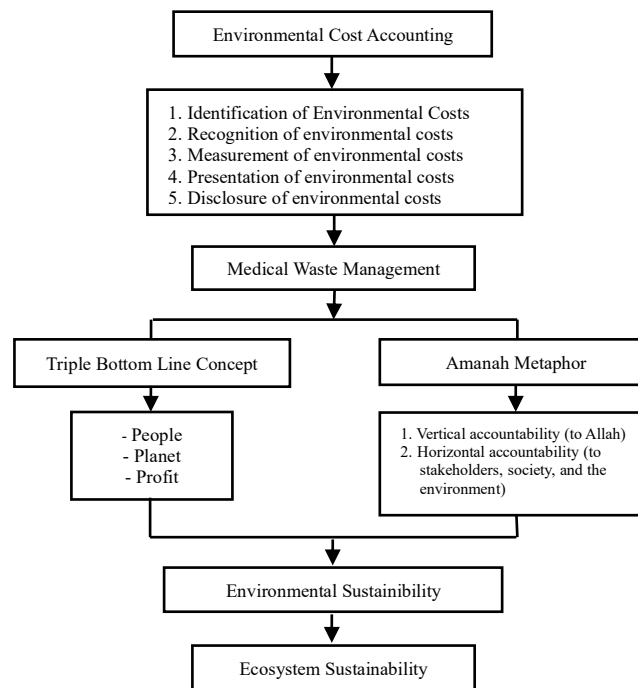 Environmental Cost Accounting
1. Identification of Environmental Costs
2. Recognition of environmental costs
3. Measurement of environmental costs
4. Presentation of environmental costs
5. Disclosure of environmental costs
Medical Waste Management
Triple Bottom Line Concept
Amanah Metaphor
- People
- Planet
- Profit
1. Vertical accountability (to Allah)
2. Horizontal accountability (to
stakeholders, society, and the
environment)
Environmental Sustainibility
Ecosystem Sustainability